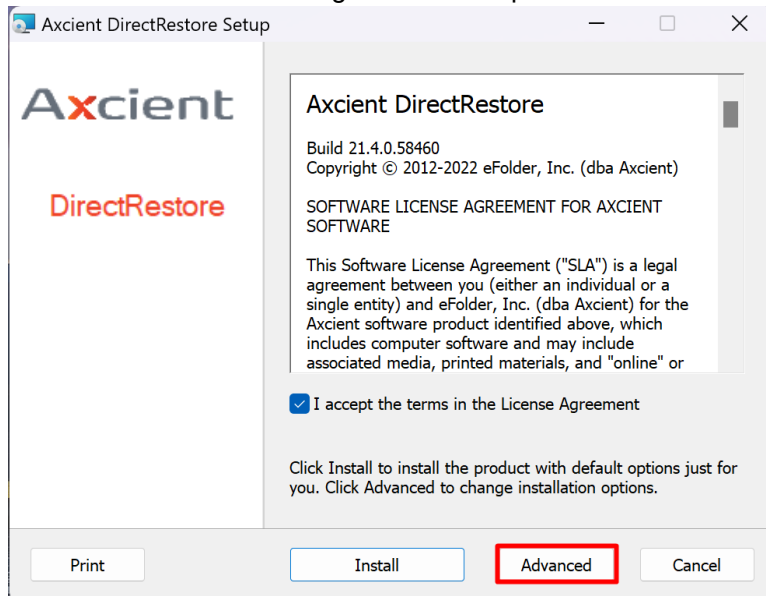 Axcient DirectRestore Setup
Axcient
DirectRestore
Axcient DirectRestore
Build 21.4.0.58460
Copyright © 2012-2022 eFolder, Inc. (dba Axcient)
SOFTWARE LICENSE AGREEMENT FOR AXCIENT
SOFTWARE
This Software License Agreement ("SLA") is a legal
agreement between you (either an individual or a
single entity) and eFolder, Inc. (dba Axcient) for the
Axcient software product identified above, which
includes computer software and may include
associated media, printed materials, and "online" or
I accept the terms in the License Agreement
Click Install to install the product with default options just for
you. Click Advanced to change installation options.
Print
Install
Advanced
Cancel